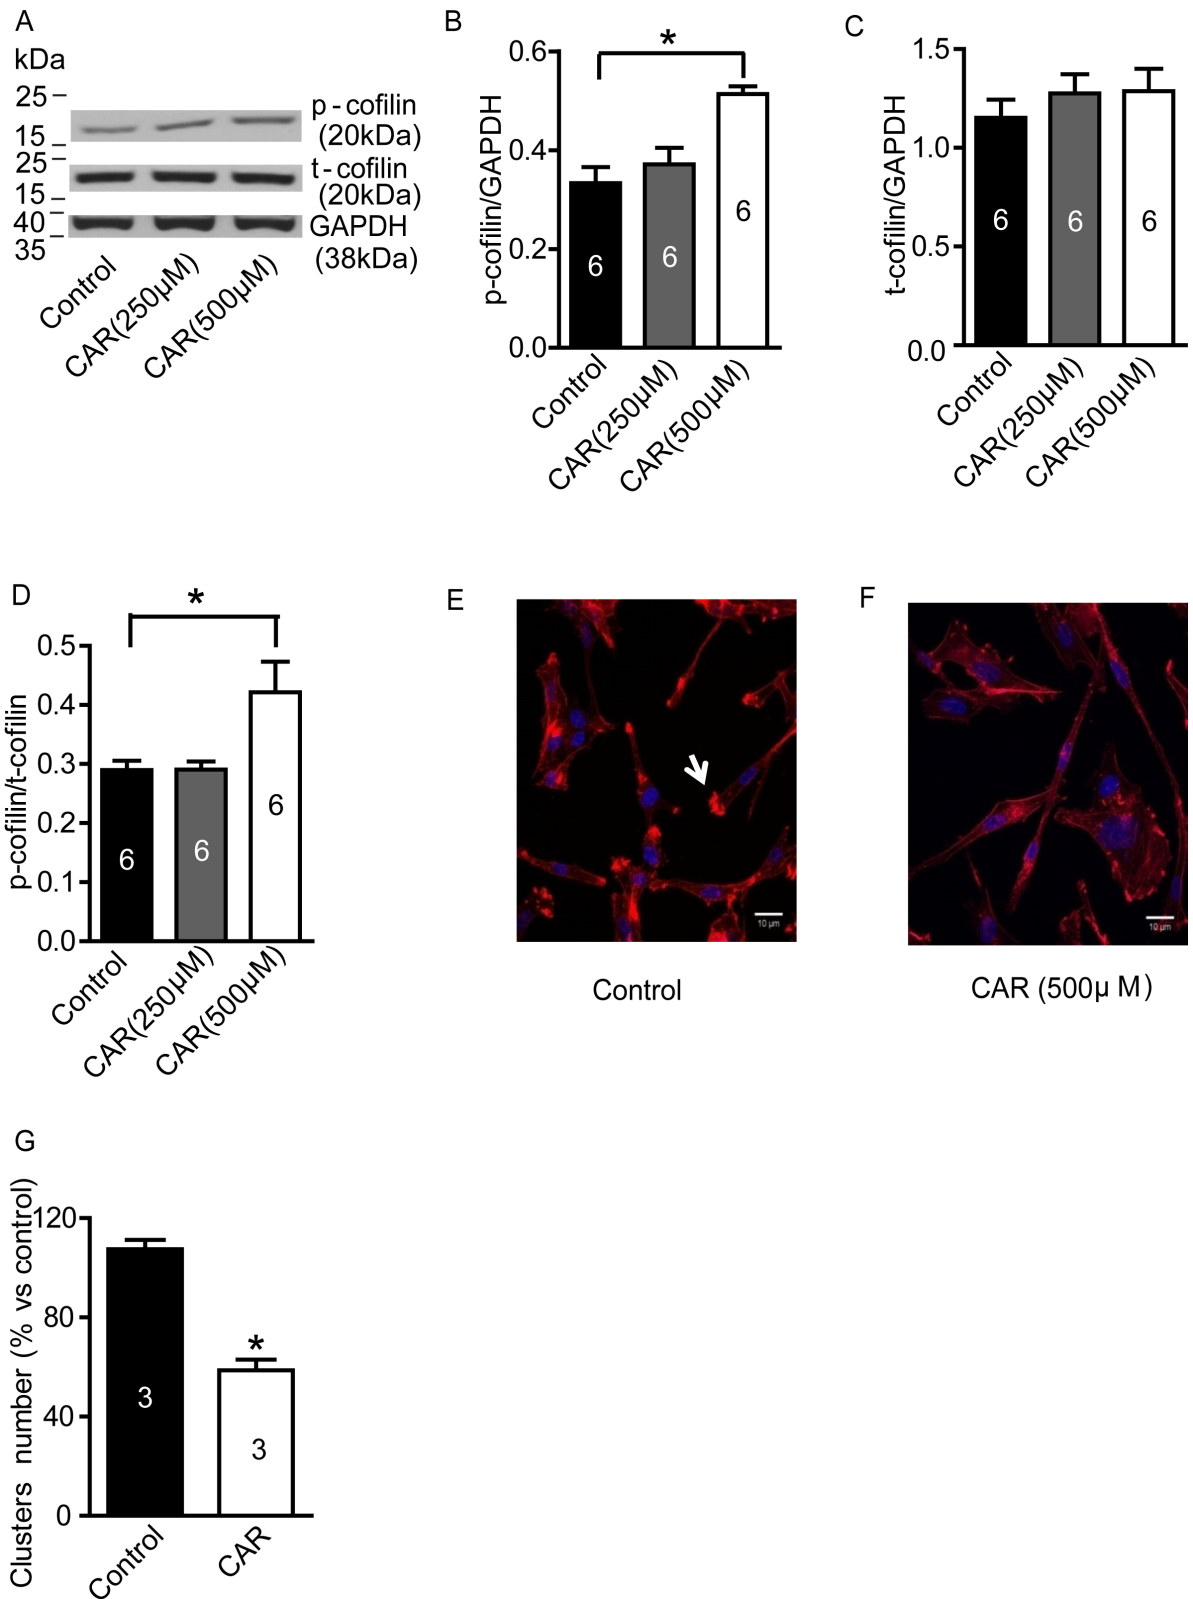 A
kDa
25
15
25
15
40
35
p-cofilin
(20kDa)
t-cofilin
(20kDa)
GAPDH
(38kDa)
Control
CAR(250µM)
CAR(500µM)
B
*
p-cofilin/GAPDH
0.6
0.4
0.2
0.0
6
6
6
Control
CAR(250µM)
CAR(500µM)
C
t-cofilin/GAPDH
1.5
1.0
0.5
0.0
6
6
6
Control
CAR(250µM)
CAR(500µM)
D
*
p-cofilin/t-cofilin
0.5
0.4
0.3
0.2
0.1
0.0
6
6
6
Control
CAR(250µM)
CAR(500µM)
E
10 µm
Control
F
10 µm
CAR (500µ M)
G
Clusters number (% vs control)
120
80
40
0
*
3
3
Control
CAR